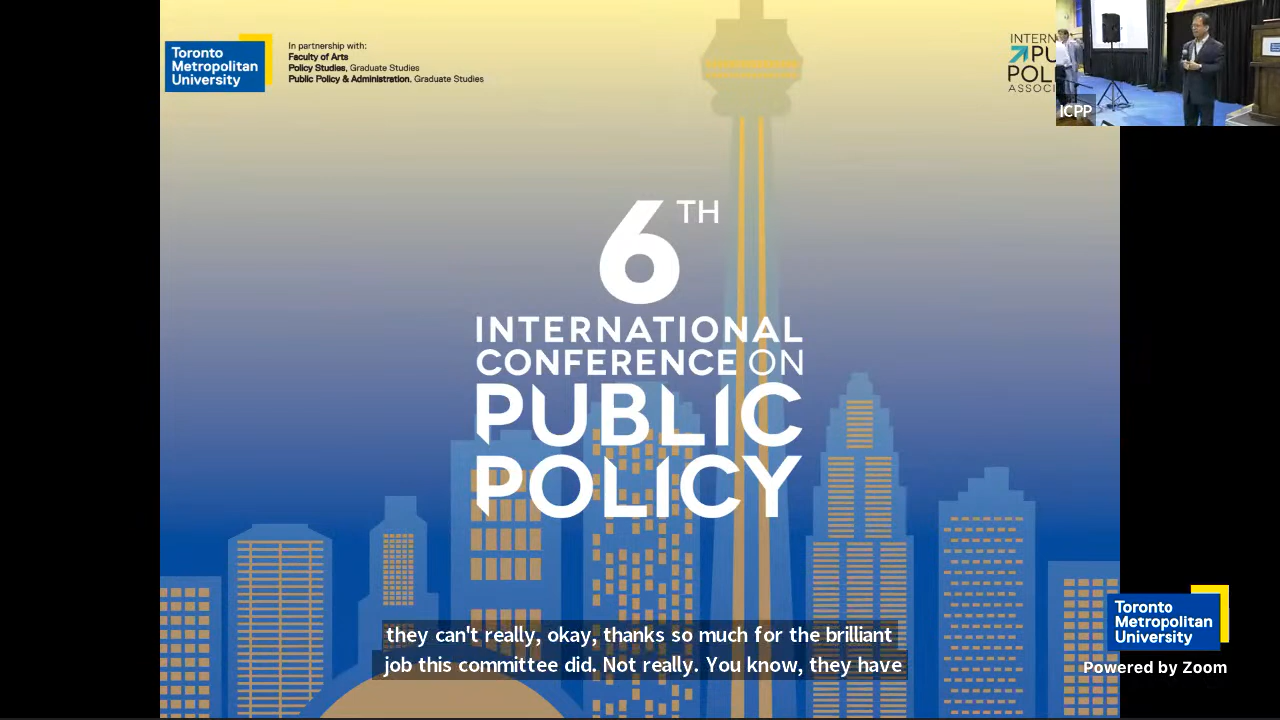 Toronto
Metropolitan
University
In partnership with:
Faculty of Arts
Policy Studies, Graduate Studies
Public Policy & Administration. Graduate Studies
ICPP
6TH
INTERNATIONAL
CONFERENCE ON
PUBLIC
POLICY
they can't really, okay, thanks so much for the brilliant
job this committee did. Not really. You know, they have
Toronto
Metropolitan
University
Powered by Zoom